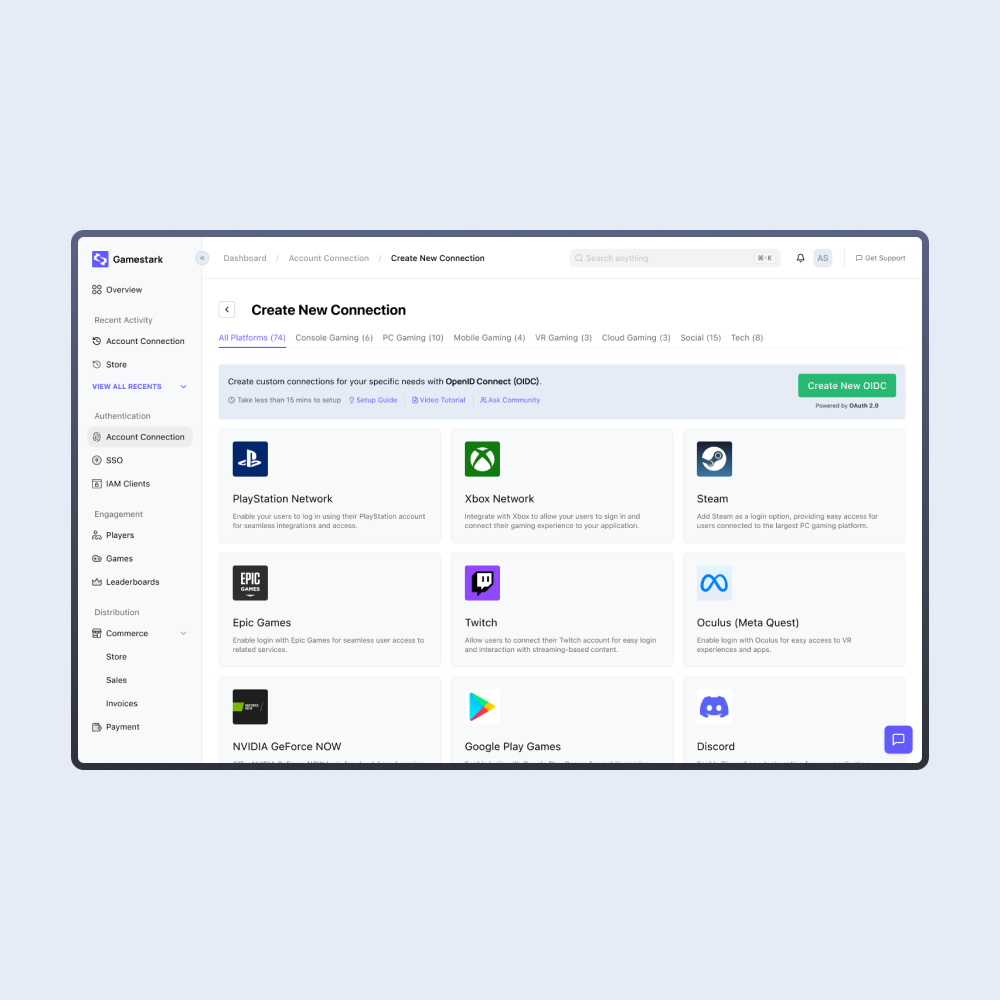 Gamestark
Overview
Recent Activity
Account Connection
Store
VIEW ALL RECENTS
Authentication
Account Connection
SSO
IAM Clients
Engagement
Players
Games
Leaderboards
Distribution
Commerce
Store
Sales
Invoices
Payment
Dashboard / Account Connection / Create New Connection
Search anything ⌘+K
AS
Get Support
Create New Connection
All Platforms (74) Console Gaming (6) PC Gaming (10) Mobile Gaming (4) VR Gaming (3) Cloud Gaming (3) Social (15) Tech (8)
Create custom connections for your specific needs with OpenID Connect (OIDC).
Take less than 15 mins to setup Setup Guide Video Tutorial Ask Community
Create New OIDC
Powered by OAuth 2.0
PlayStation Network
Enable your users to log in using their PlayStation account
for seamless integrations and access.
Xbox Network
Integrate with Xbox to allow your users to sign in and
connect their gaming experience to your application.
Steam
Add Steam as a login option, providing easy access for
users connected to the largest PC gaming platform.
EPIC
GAMES
Epic Games
Enable login with Epic Games for seamless user access to
related services.
Twitch
Allow users to connect their Twitch account for easy login
and interaction with streaming-based content.
Oculus (Meta Quest)
Enable login with Oculus for easy access to VR
experiences and apps.
GEFORCE
NOW
NVIDIA GeForce NOW
Google Play Games
Discord